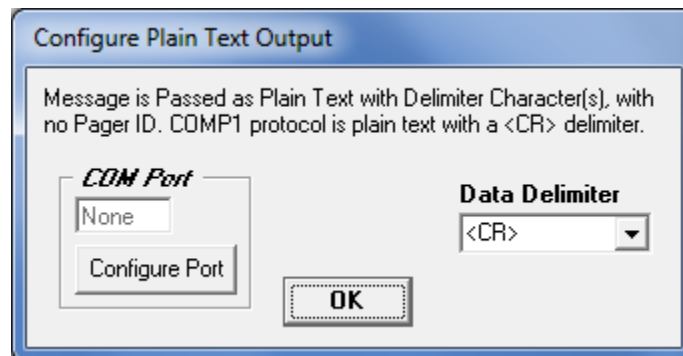 Configure Plain Text Output
Message is Passed as Plain Text with Delimiter Character(s), with
no Pager ID. COMP1 protocol is plain text with a <CR> delimiter.
COM Port
None
Configure Port
Data Delimiter
<CR>
OK